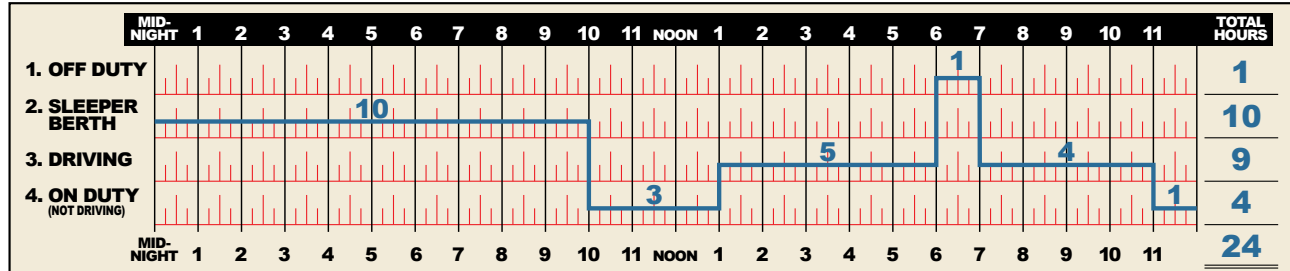 MID-
NIGHT 1 2 3 4 5 6 7 8 9 10 11 NOON 1 2 3 4 5 6 7 8 9 10 11 TOTAL HOURS
1. OFF DUTY 1 1
2. SLEEPER BERTH 10 10
3. DRIVING 5 4 9
4. ON DUTY 3 1 4
(NOT DRIVING)
MID-
NIGHT 1 2 3 4 5 6 7 8 9 10 11 NOON 1 2 3 4 5 6 7 8 9 10 11 24